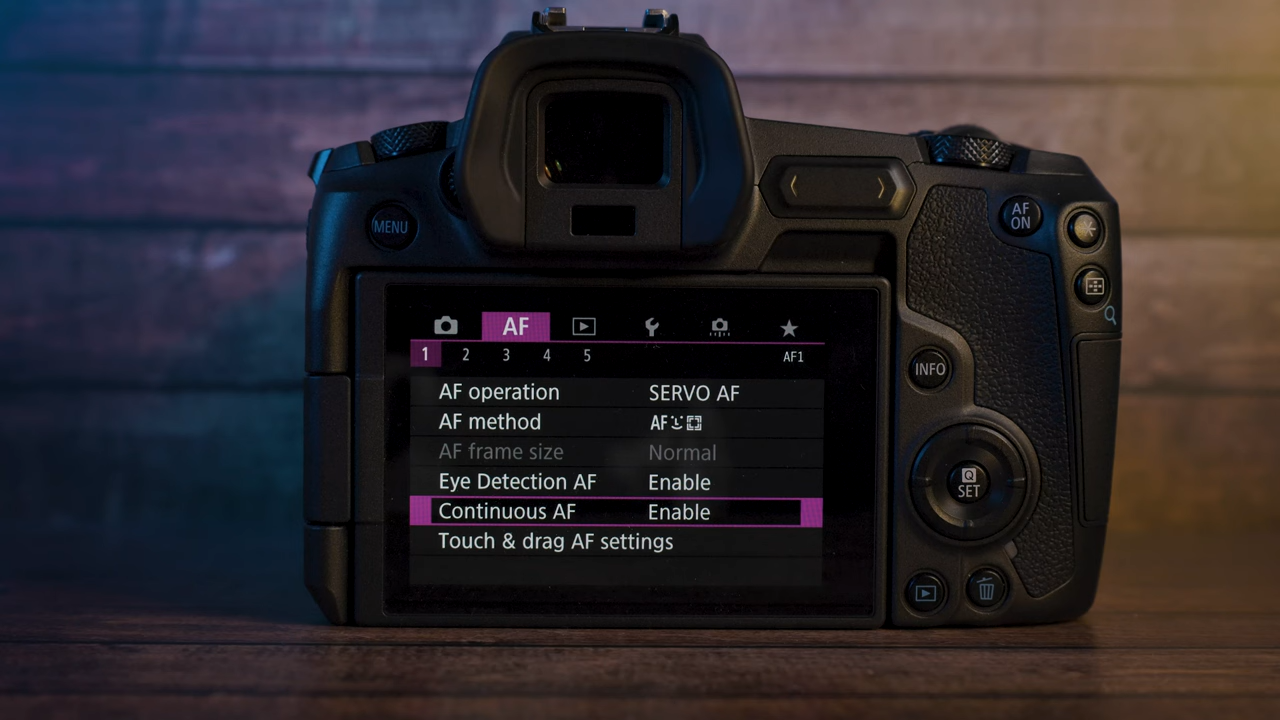 MENU
AF
ON
AF
1 2 3 4 5 AF1
AF operation SERVO AF
AF method AF
AF frame size Normal
Eye Detection AF Enable
Continuous AF Enable
Touch & drag AF settings
INFO
Q
SET